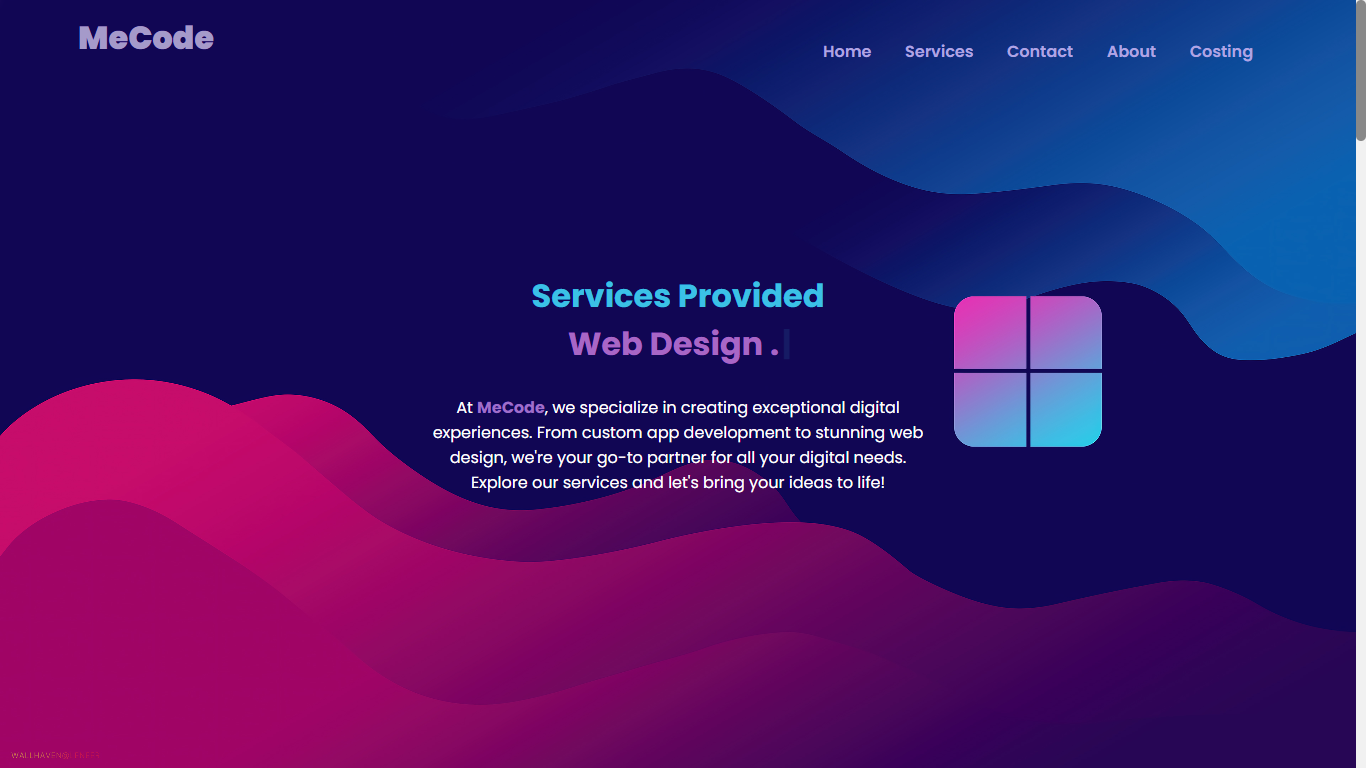 MeCode
Home Services Contact About Costing
Services Provided
Web Design .
At MeCode, we specialize in creating exceptional digital
experiences. From custom app development to stunning web
design, we're your go-to partner for all your digital needs.
Explore our services and let's bring your ideas to life!